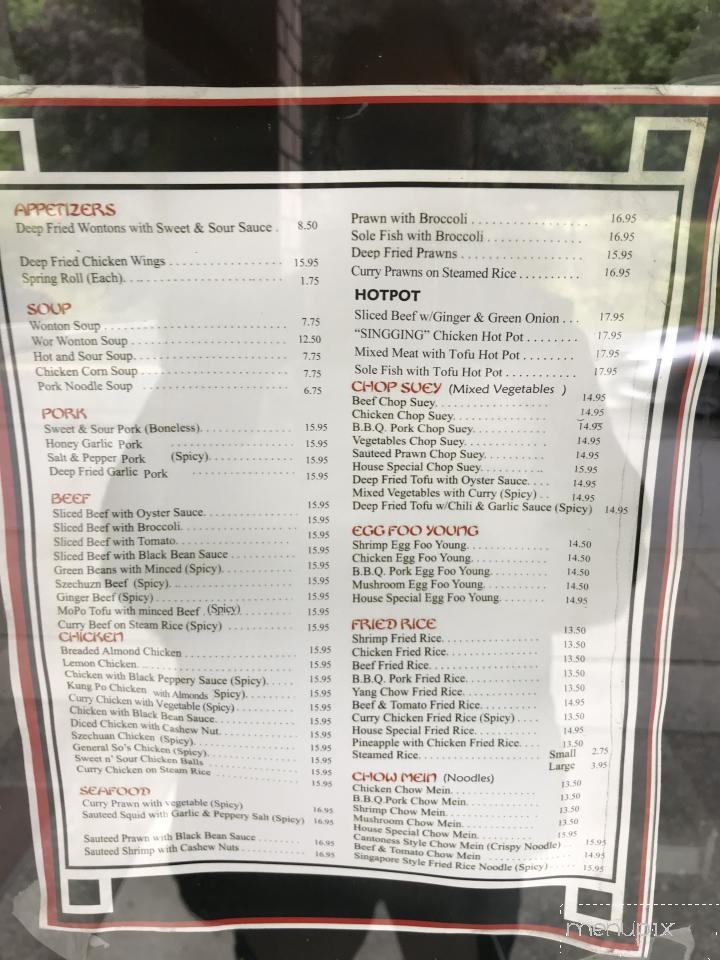 APPETIZERS
Deep Fried Wontons with Sweet & Sour Sauce . 8.50
Deep Fried Chicken Wings . . . . . . . . . . 15.95
Spring Roll (Each). . . . . . . . . . 1.75
SOUP
Wonton Soup . . . . . . . . . . 7.75
Wor Wonton Soup . . . . . . . . . . 12.50
Hot and Sour Soup. . . . . . . . . . 7.75
Chicken Corn Soup . . . . . . . . . . 7.75
Pork Noodle Soup . . . . . . . . . . 6.75
PORK
Sweet & Sour Pork (Boneless). . . . . . . . . . 15.95
Honey Garlic Pork . . . . . . . . . . 15.95
Salt & Pepper Pork (Spicy). . . . . . . . . . 15.95
Deep Fried Garlic Pork . . . . . . . . . . 15.95
BEEF
Sliced Beef with Oyster Sauce. . . . . . . . . . 15.95
Sliced Beef with Broccoli. . . . . . . . . . 15.95
Sliced Beef with Tomato. . . . . . . . . . 15.95
Sliced Beef with Black Bean Sauce . . . . . . . . . . 15.95
Green Beans with Minced (Spicy). . . . . . . . . . 15.95
Szechuzn Beef (Spicy). . . . . . . . . . 15.95
Ginger Beef (Spicy) . . . . . . . . . . 15.95
MoPo Tofu with minced Beef . (Spicy) . . . . . . . . . . 15.95
Curry Beef on Steam Rice (Spicy) . . . . . . . . . . 15.95
CHICKEN
Breaded Almond Chicken . . . . . . . . . . 15.95
Lemon Chicken. . . . . . . . . . 15.95
Chicken with Black Peppery Sauce (Spicy). . . . . . 15.95
Kung Po Chicken with Almonds Spicy). . . . . . 15.95
Curry Chicken with Vegetable (Spicy) . . . . . . 15.95
Chicken with Black Bean Sauce. . . . . . . . . . 15.95
Diced Chicken with Cashew Nut. . . . . . . . . . 15.95
Szechuan Chicken (Spicy). . . . . . . . . . 15.95
General So's Chicken (Spicy). . . . . . . . . . 15.95
Sweet n' Sour Chicken Balls . . . . . . . . . . 15.95
Curry Chicken on Steam Rice . . . . . . . . . . 15.95
SEAFOOD
Curry Prawn with vegetable (Spicy) 16.95
Sauteed Squid with Garlic & Peppery Salt (Spicy) 16.95
Sauteed Prawn with Black Bean Sauce . . . . . . . . . . 16.95
Sauteed Shrimp with Cashew Nuts . . . . . . . . . . 16.95
Prawn with Broccoli . . . . . . . . . . 16.95
Sole Fish with Broccoli . . . . . . . . . . 16.95
Deep Fried Prawns . . . . . . . . . . 15.95
Curry Prawns on Steamed Rice . . . . . . . . . . 16.95
HOTPOT
Sliced Beef w/Ginger & Green Onion . . . 17.95
“SINGGING” Chicken Hot Pot . . . . . . . . 17.95
Mixed Meat with Tofu Hot Pot . . . . . . . . 17.95
Sole Fish with Tofu Hot Pot . . . . . . . . . . 17.95
CHOP SUEY (Mixed Vegetables )
Beef Chop Suey. . . . . . . . . . 14.95
Chicken Chop Suey. . . . . . . . . . 14.95
B.B.Q. Pork Chop Suey. . . . . . . . . . 14.95
Vegetables Chop Suey. . . . . . . . . . 14.95
Sauteed Prawn Chop Suey. . . . . . . . . . 14.95
House Special Chop Suey. . . . . . . . . . 15.95
Deep Fried Tofu with Oyster Sauce. . . . 14.95
Mixed Vegetables with Curry (Spicy) . . 14.95
Deep Fried Tofu w/Chili & Garlic Sauce (Spicy) 14.95
EGG FOO YOUNG
Shrimp Egg Foo Young. . . . . . . . . . 14.50
Chicken Egg Foo Young. . . . . . . . . . 14.50
B.B.Q. Pork Egg Foo Young. . . . . . . . . . 14.50
Mushroom Egg Foo Young. . . . . . . . . . 14.50
House Special Egg Foo Young. . . . . . . . 14.95
FRIED RICE
Shrimp Fried Rice. . . . . . . . . . 13.50
Chicken Fried Rice. . . . . . . . . . 13.50
Beef Fried Rice. . . . . . . . . . 13.50
B.B.Q. Pork Fried Rice. . . . . . . . . . 13.50
Yang Chow Fried Rice. . . . . . . . . . 13.50
Beef & Tomato Fried Rice. . . . . . . . . . 14.95
Curry Chicken Fried Rice (Spicy) . . . . 13.50
House Special Fried Rice. . . . . . . . . . 14.95
Pineapple with Chicken Fried Rice. . . . 13.50
Steamed Rice. . . . . . . . . . Small 2.75
Large 3.95
CHOW MEIN (Noodles)
Chicken Chow Mein. . . . . . . . . . 13.50
B.B.Q.Pork Chow Mein. . . . . . . . . . 13.50
Shrimp Chow Mein. . . . . . . . . . 13.50
Mushroom Chow Mein. . . . . . . . . . 13.50
House Special Chow Mein. . . . . . . . . . 15.95
Cantoness Style Chow Mein (Crispy Noodle) . . . . 15.95
Beef & Tomato Chow Mein . . . . . . . . . . 14.95
Singapore Style Fried Rice Noodle (Spicy). . . . . 15.95
menupix